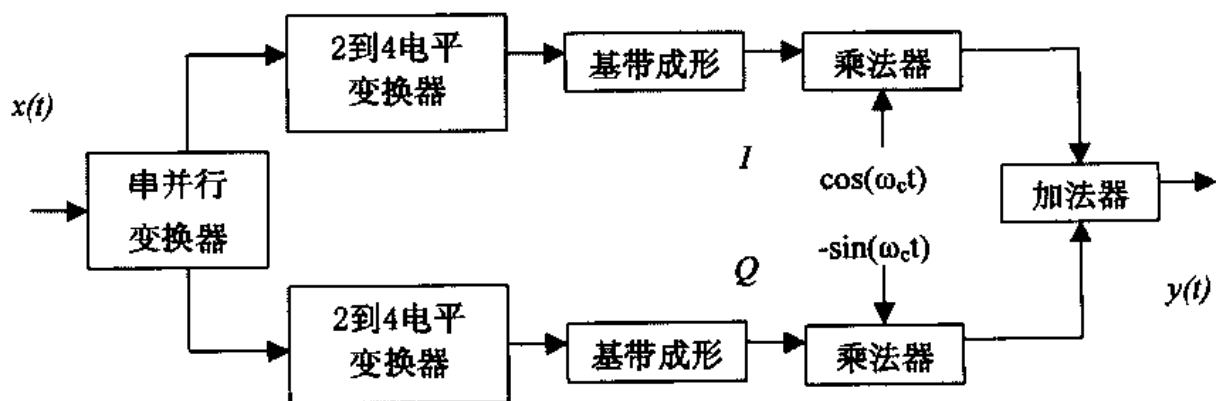 x(t)
串并行
变换器
2到4电平
变换器
基带成形
乘法器
I
cos(ω_ct)
加法器
y(t)
-sin(ω_ct)
Q
2到4电平
变换器
基带成形
乘法器